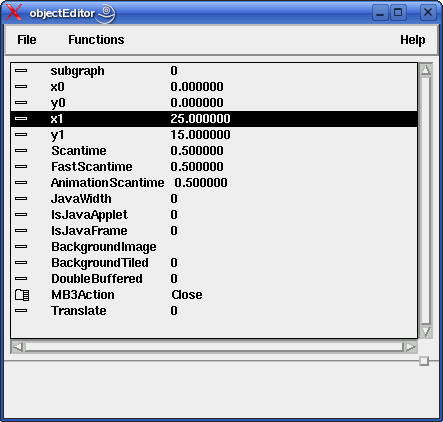 objectEditor
File Functions Help
subgraph 0
x0 0.000000
y0 0.000000
x1 25.000000
y1 15.000000
Scantime 0.500000
FastScantime 0.500000
AnimationScantime 0.500000
JavaWidth 0
IsJavaApplet 0
IsJavaFrame 0
BackgroundImage
BackgroundTiled 0
DoubleBuffered 0
MB3Action Close
Translate 0